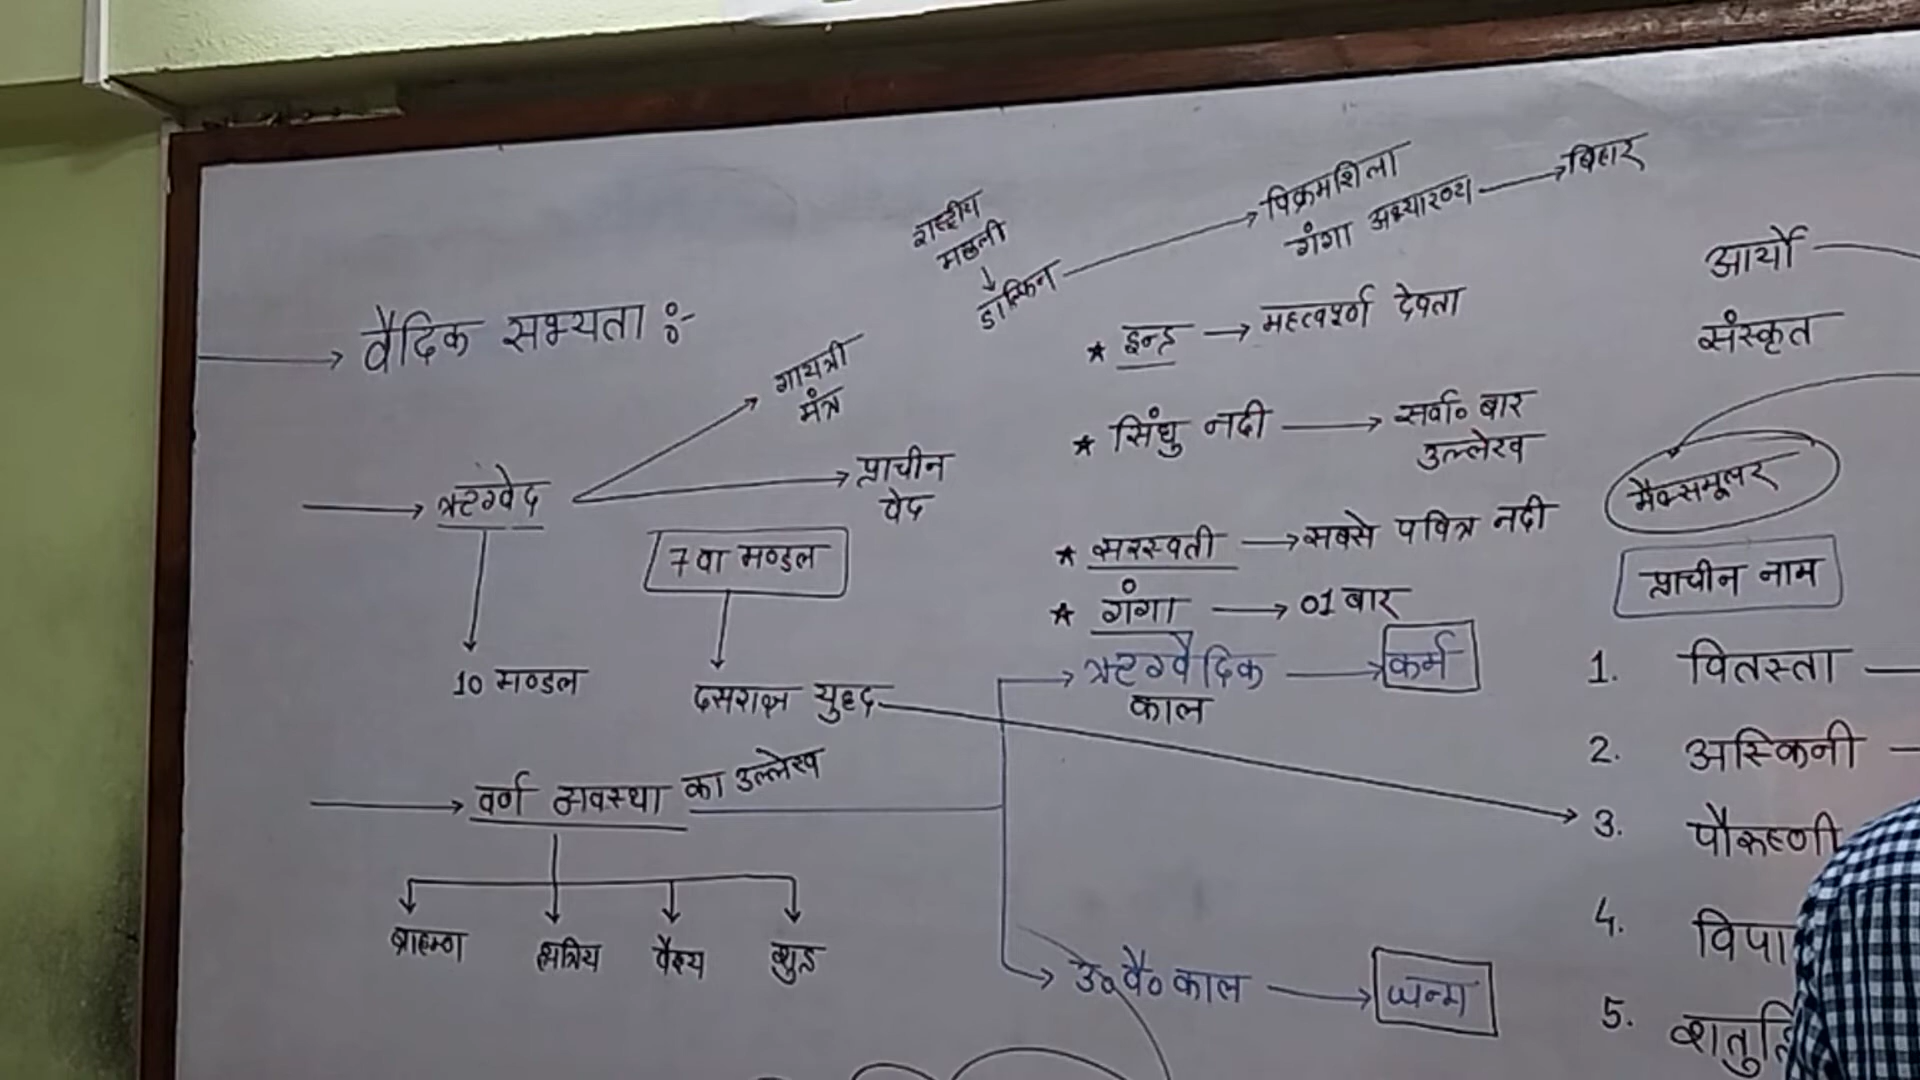 वैदिक सभ्यता :-
राष्ट्रीय
मछली
डाल्फिन
विक्रमशिला
गंगा अभ्यारण्य
बिहार
गायत्री
मंत्र
ऋग्वेद
प्राचीन
वेद
10 मण्डल
7 वा मण्डल
दसराज्ञ युद्ध
वर्ण व्यवस्था का उल्लेख
ब्राह्मण क्षत्रिय वैश्य शुद्र
* इन्द्र महत्वपूर्ण देवता
* सिंधु नदी सर्वा० बार
उल्लेख
* सरस्वती सबसे पवित्र नदी
* गंगा 01 बार
ऋग्वैदिक
काल
कर्म
उ० वै० काल जन्म
आर्यो
संस्कृत
मैक्समूलर
प्राचीन नाम
1. वितस्ता
2. अस्किनी
3. पौरूष्णी
4. विपा
5. शतु